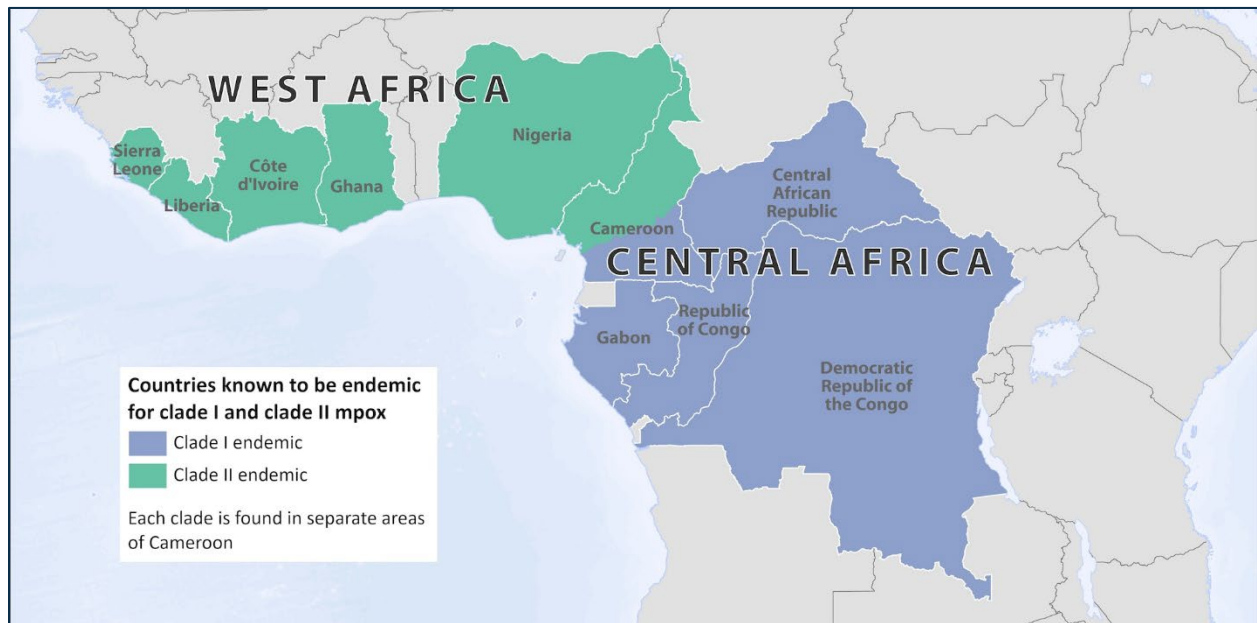 WEST AFRICA
Nigeria
Sierra
Leone
Côte
d'Ivoire
Ghana
Liberia
Central
African
Republic
Cameroon
CENTRAL AFRICA
Republic
of Congo
Gabon
Democratic
Republic of
the Congo
Countries known to be endemic
for clade I and clade II mpox
Clade I endemic
Clade II endemic
Each clade is found in separate areas
of Cameroon